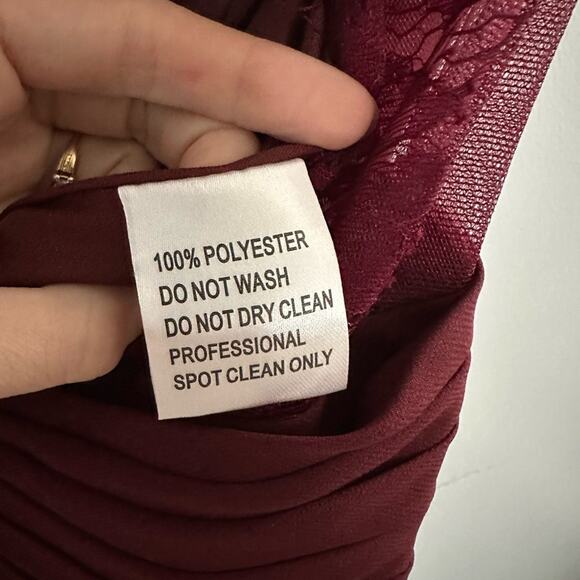 100% POLYESTER
DO NOT WASH
DO NOT DRY CLEAN
PROFESSIONAL
SPOT CLEAN ONLY